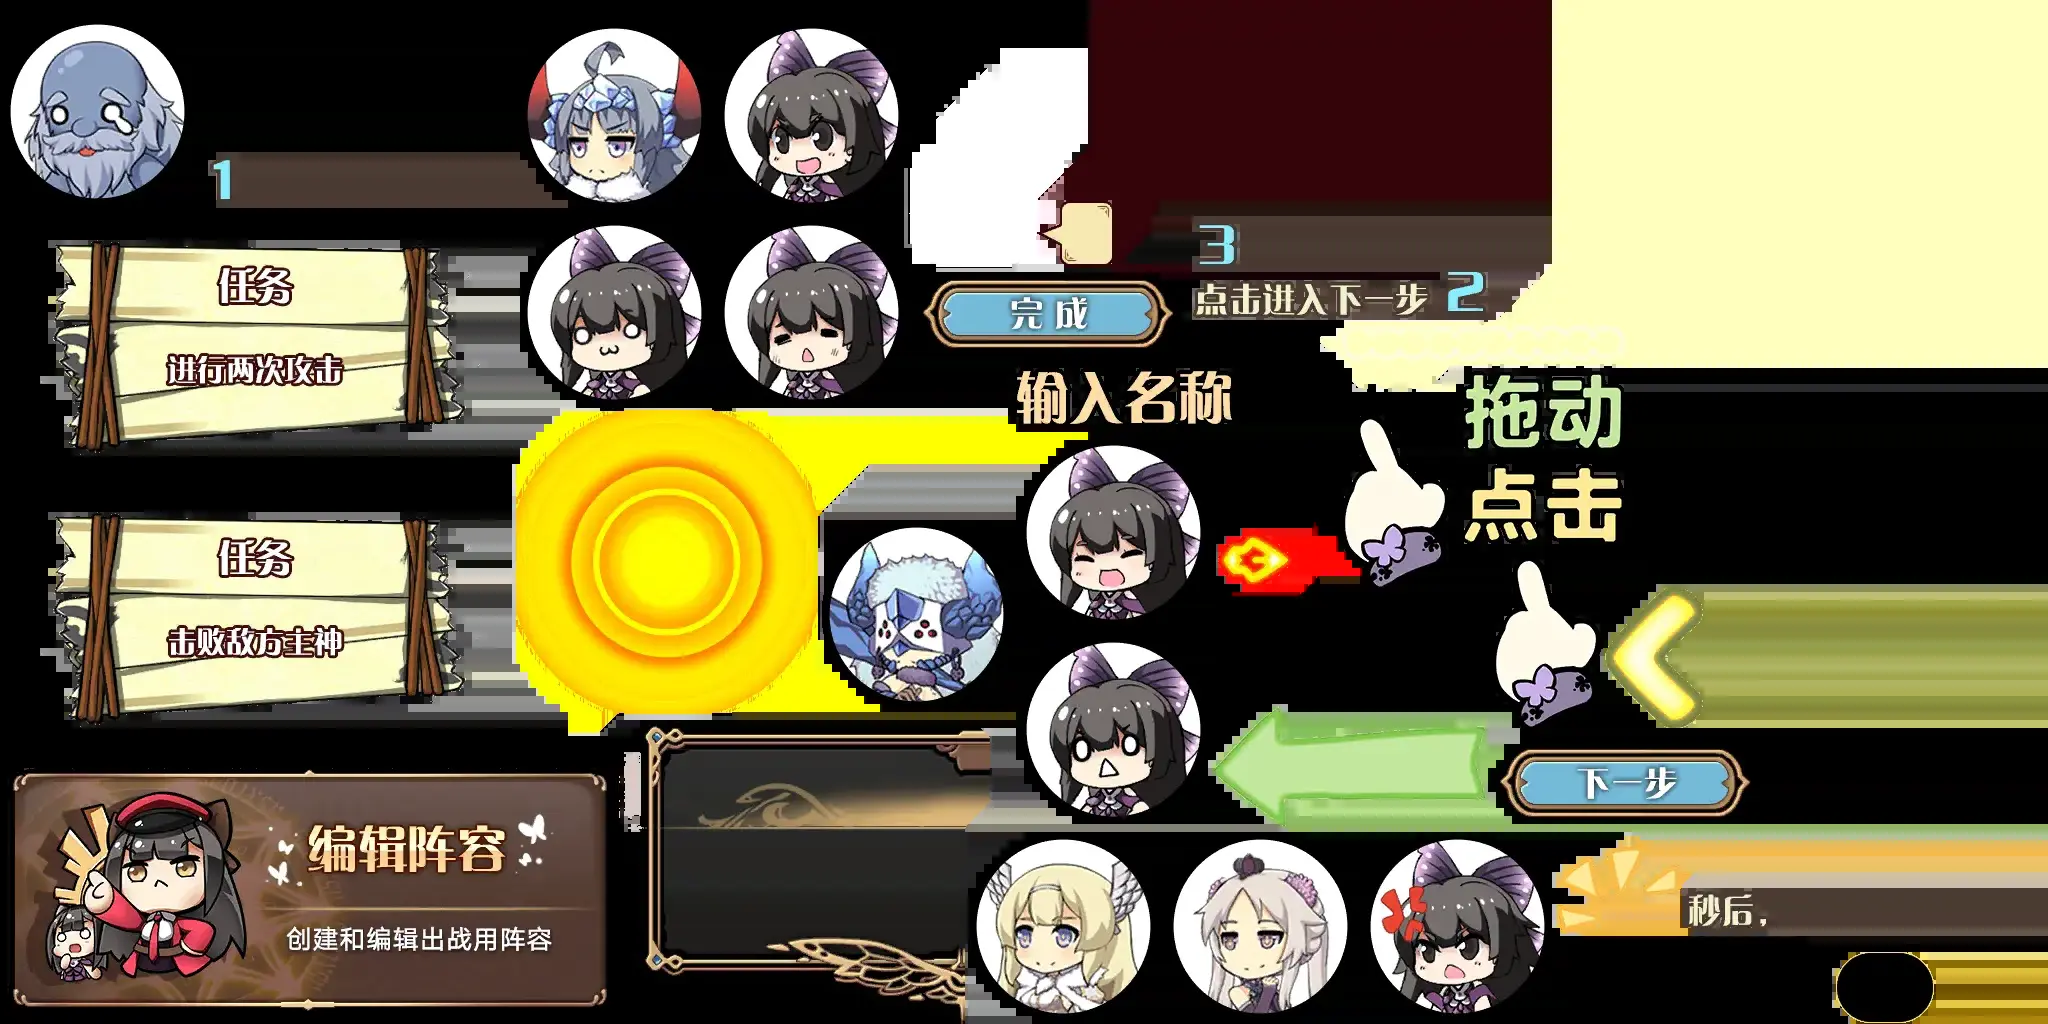 1
任务
进行两次攻击
任务
击败敌方主神
编辑阵容
创建和编辑出战用阵容
完成
3
点击进入下一步
2
输入名称
拖动
点击
下一步
秒后，